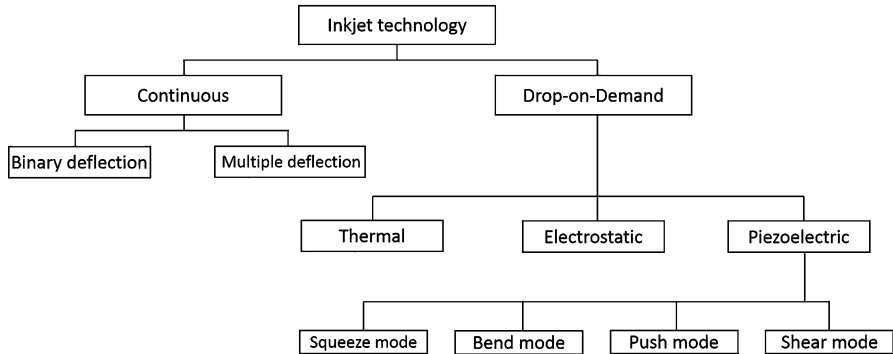 Inkjet technology
Continuous
Drop-on-Demand
Binary deflection
Multiple deflection
Thermal
Electrostatic
Piezoelectric
Squeeze mode
Bend mode
Push mode
Shear mode